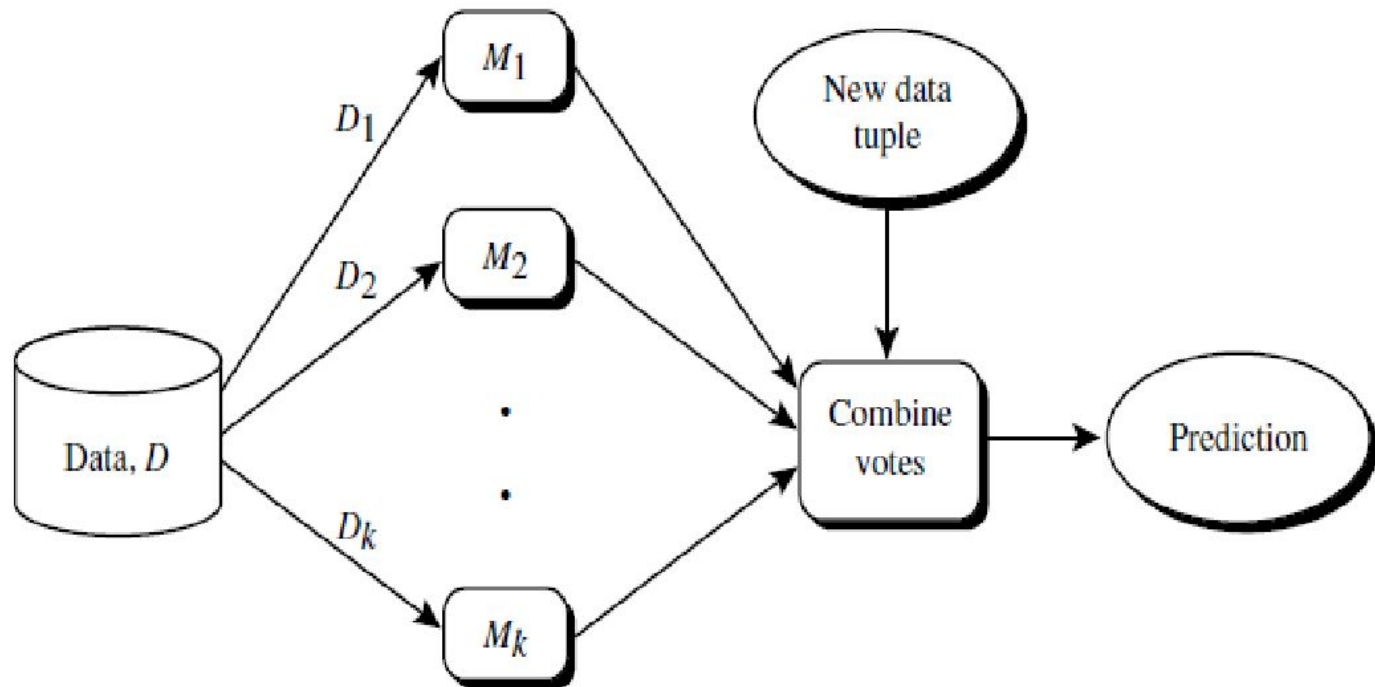 M1
New data
tuple
D1
M2
D2
Data, D
Combine
votes
Prediction
Dk
Mk